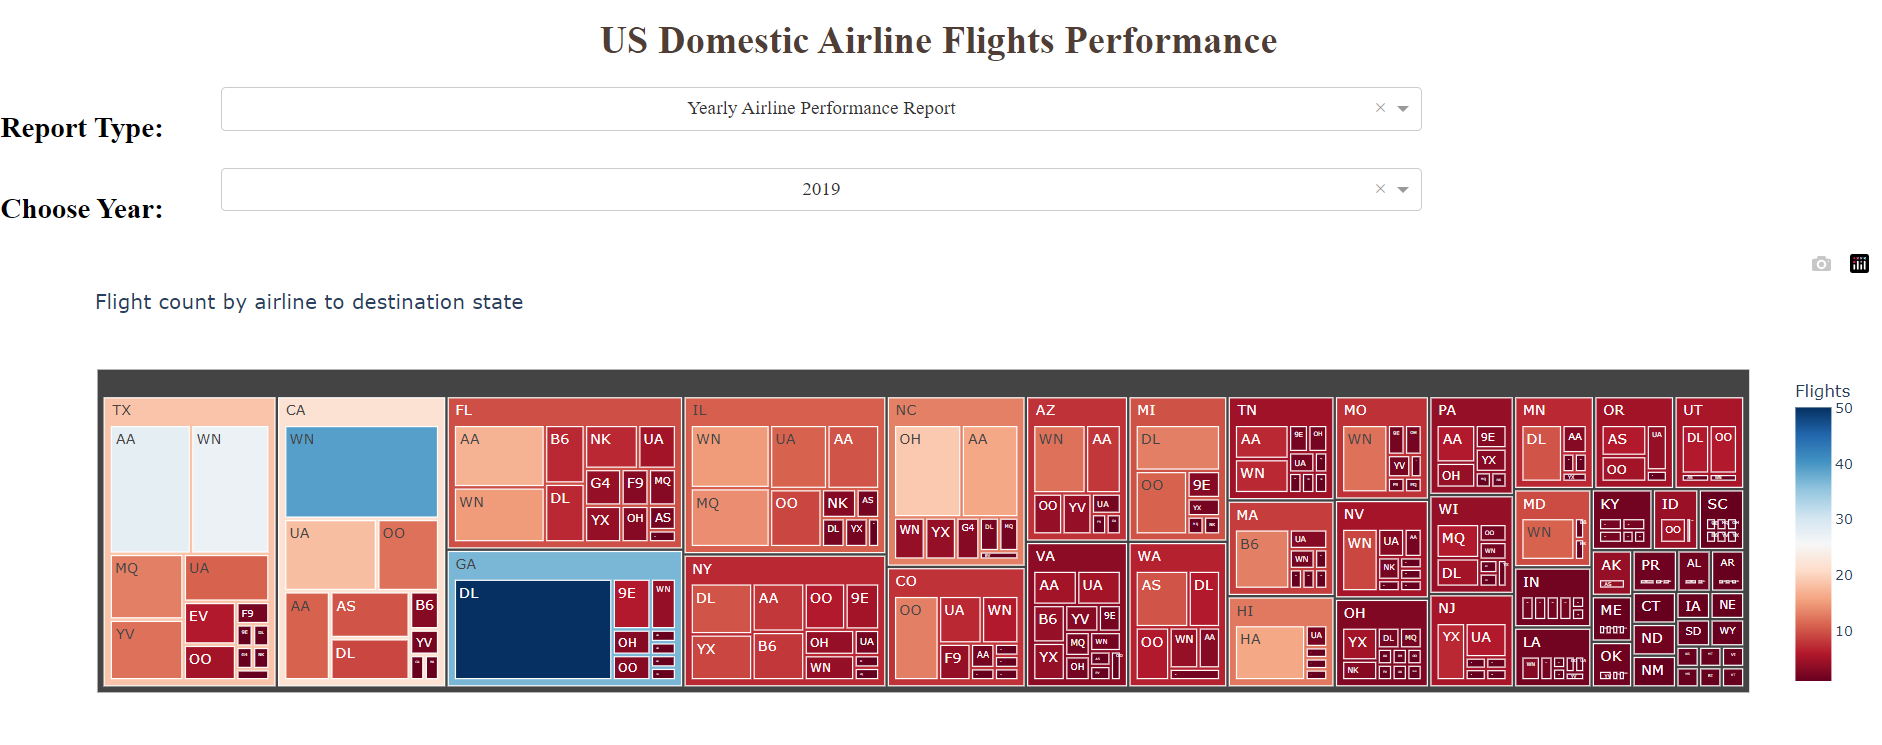 US Domestic Airline Flights Performance
Report Type:
Yearly Airline Performance Report
Choose Year:
2019
Flight count by airline to destination state
Flights
50
40
30
20
10
TX
AA
WN
MQ
UA
YV
EV
F9
9E
DL
OO
CA
WN
UA
OO
AA
AS
B6
DL
YV
FL
AA
B6
NK
UA
WN
DL
G4
F9
MQ
YX
OH
AS
GA
DL
9E
WN
OH
OO
IL
WN
UA
AA
MQ
OO
NK
AS
DL
YX
NY
DL
AA
OO
9E
YX
B6
OH
UA
WN
NC
OH
AA
WN
YX
G4
DL
MQ
CO
OO
UA
WN
F9
AA
AZ
WN
AA
OO
YV
UA
VA
AA
UA
B6
YV
9E
MQ
WN
YX
OH
MI
DL
OO
9E
YX
WA
AS
DL
OO
WN
AA
TN
AA
9E
OH
WN
UA
MA
B6
UA
WN
HI
HA
UA
MO
WN
9E
OH
YV
NV
WN
UA
AA
NK
OH
YX
DL
MQ
NK
PA
AA
9E
OH
YX
WI
MQ
OO
WN
DL
NJ
YX
UA
MN
DL
AA
YX
MD
WN
IN
LA
WN
OR
AS
UA
OO
UT
DL
OO
KY
ID
OO
SC
AK
AS
PR
AL
AR
ME
CT
IA
NE
ND
SD
WY
OK
NM